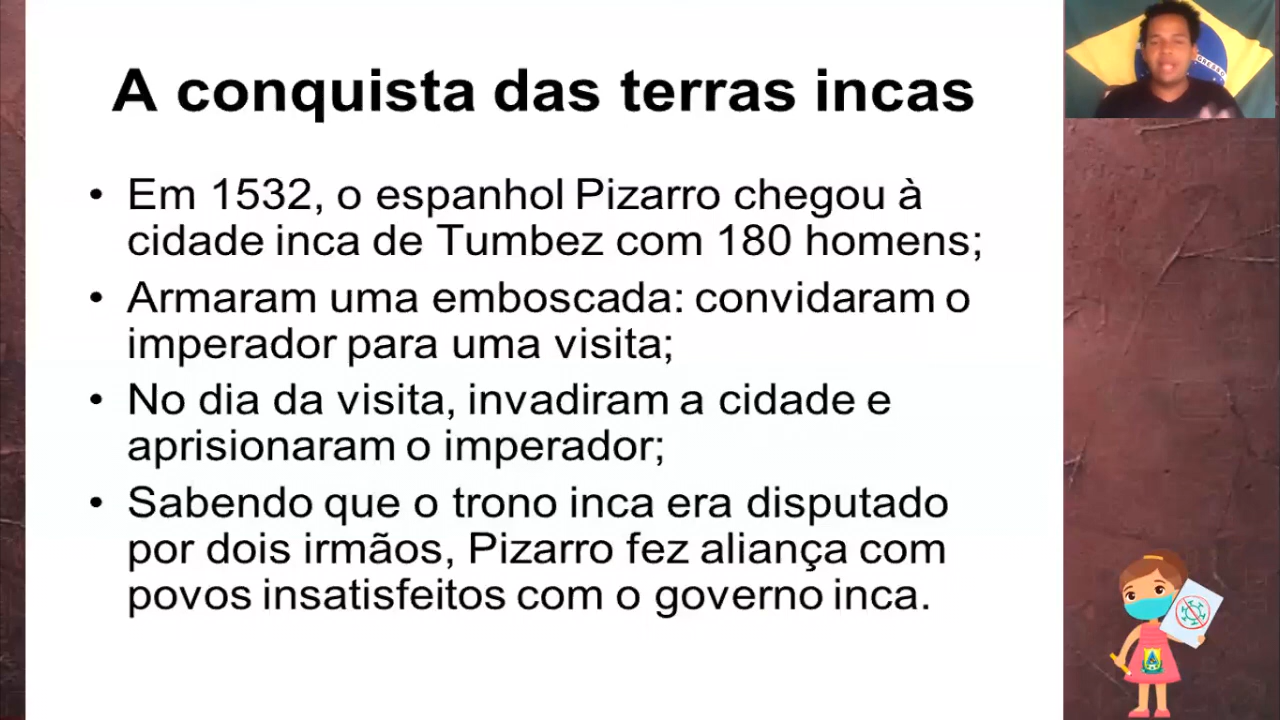 A conquista das terras incas
• Em 1532, o espanhol Pizarro chegou à
cidade inca de Tumbez com 180 homens;
• Armaram uma emboscada: convidaram o
imperador para uma visita;
• No dia da visita, invadiram a cidade e
aprisionaram o imperador;
• Sabendo que o trono inca era disputado
por dois irmãos, Pizarro fez aliança com
povos insatisfeitos com o governo inca.